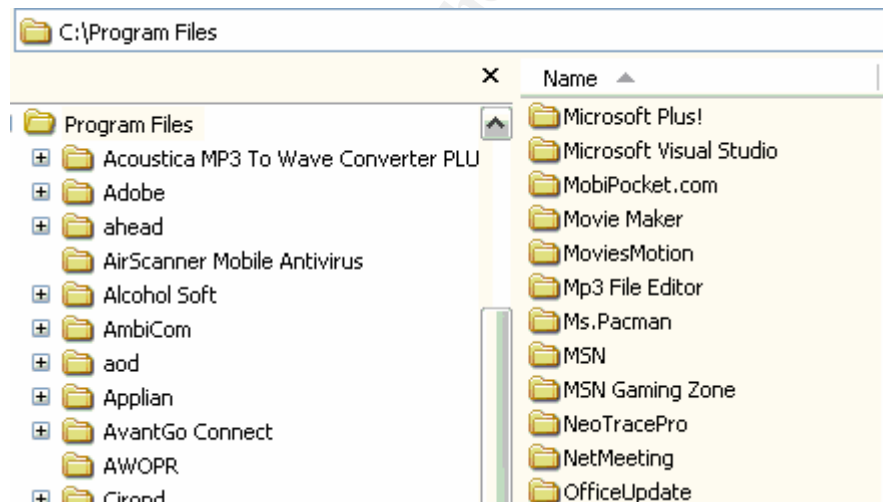 C:\Program Files
Name
Program Files
Acoustica MP3 To Wave Converter PLU
Adobe
ahead
AirScanner Mobile Antivirus
Alcohol Soft
AmbiCom
aod
Applian
AvantGo Connect
AWOPR
Cirond
Microsoft Plus!
Microsoft Visual Studio
MobiPocket.com
Movie Maker
MoviesMotion
Mp3 File Editor
Ms.Pacman
MSN
MSN Gaming Zone
NeoTracePro
NetMeeting
OfficeUpdate